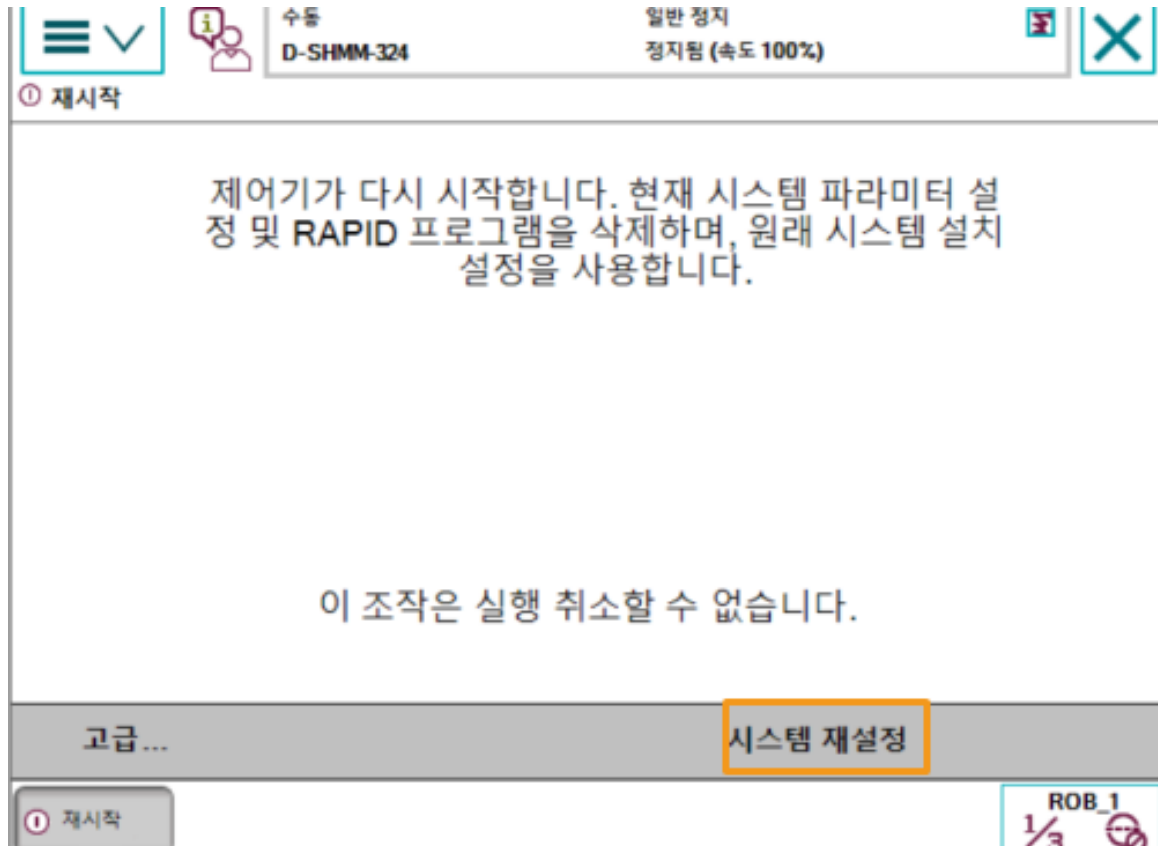 수동
일반 정지
D-SHMM-324
정지됨 (속도 100%)
재시작
제어기가 다시 시작합니다. 현재 시스템 파라미터 설
정 및 RAPID 프로그램을 삭제하며, 원래 시스템 설치
설정을 사용합니다.
이 조작은 실행 취소할 수 없습니다.
고급...
시스템 재설정
재시작
ROB_1
1/3